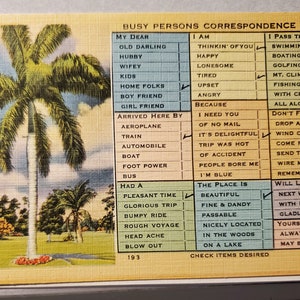 BUSY PERSONS CORRESPONDENCE
MY DEAR
OLD DARLING
HUBBY
WIFEY
KIDS
HOME FOLKS
BOY FRIEND
GIRL FRIEND
I AM
THINKIN' OF YOU
HAPPY
LONESOME
TIRED
UPSET
ANGRY
I PASS T
SWIMMI
BOATING
GOLFING
MT. CLIM
FISHING
WITH C
ALL AL
ARRIVED HERE BY
AEROPLANE
TRAIN
AUTOMOBILE
BOAT
FOOT POWER
BUS
BECAUSE
I NEED YOU
OF NO MAIL
IT'S DELIGHTFUL
TRIP WAS HOT
OF ACCIDENT
PEOPLE BORE ME
I'M BLUE
DON'T F
DROP A
WIND
COME
WRITE
SEND
SEND
HAD A
PLEASANT TIME
GLORIOUS TRIP
BUMPY RIDE
ROUGH VOYAGE
HEAD ACHE
BLOW OUT
THE PLACE IS
BEAUTIFUL
FINE & DANDY
PASSABLE
NICELY LOCATED
IN THE WOODS
ON A LAKE
WILL
NEXT
WITH
YOURS
ALWAY
MAY B
193
CHECK ITEMS DESIRED